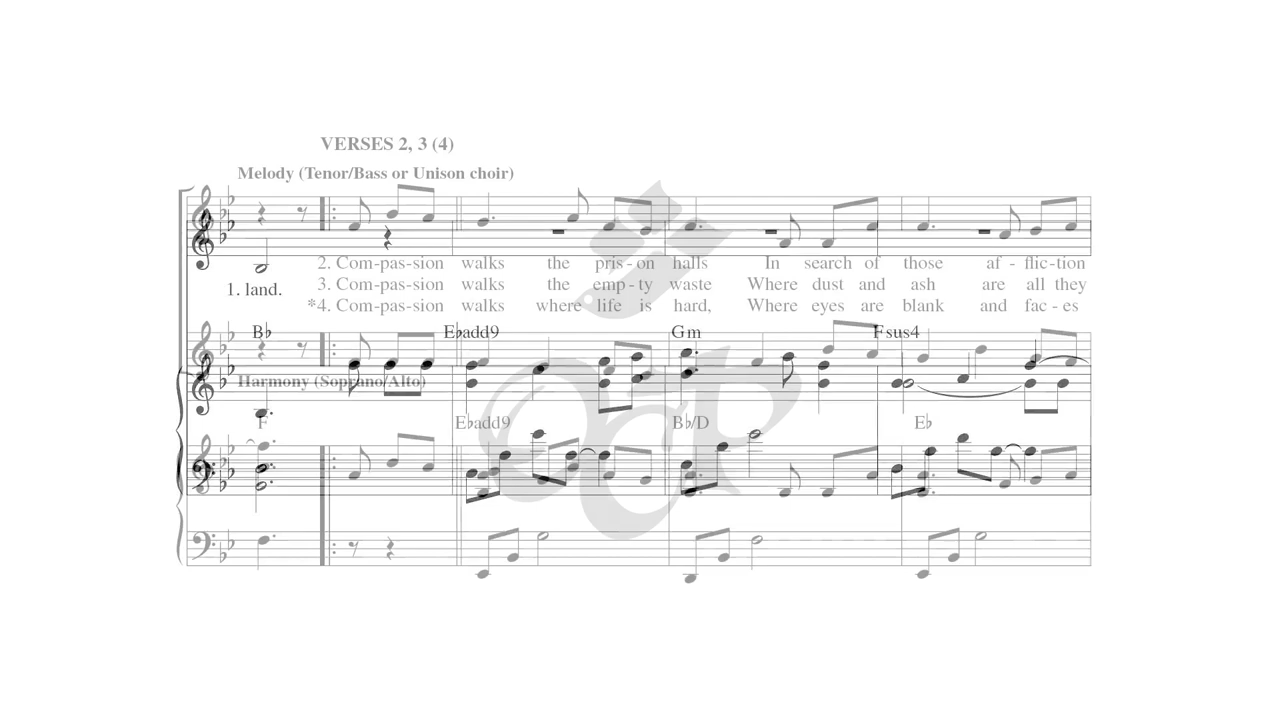 VERSES 2, 3 (4)
Melody (Tenor/Bass or Unison choir)
2. Com-pas-sion walks the pris-on halls In search of those af-flic-tion
1. land.
3. Com-pas-sion walks the emp-ty waste Where dust and ash are all they
*4. Com-pas-sion walks where life is hard, Where eyes are blank and fac-es
B♭ E♭add9 Gm Fsus4
Harmony (Soprano/Alto)
F E♭add9 B♭/D E♭
OCP